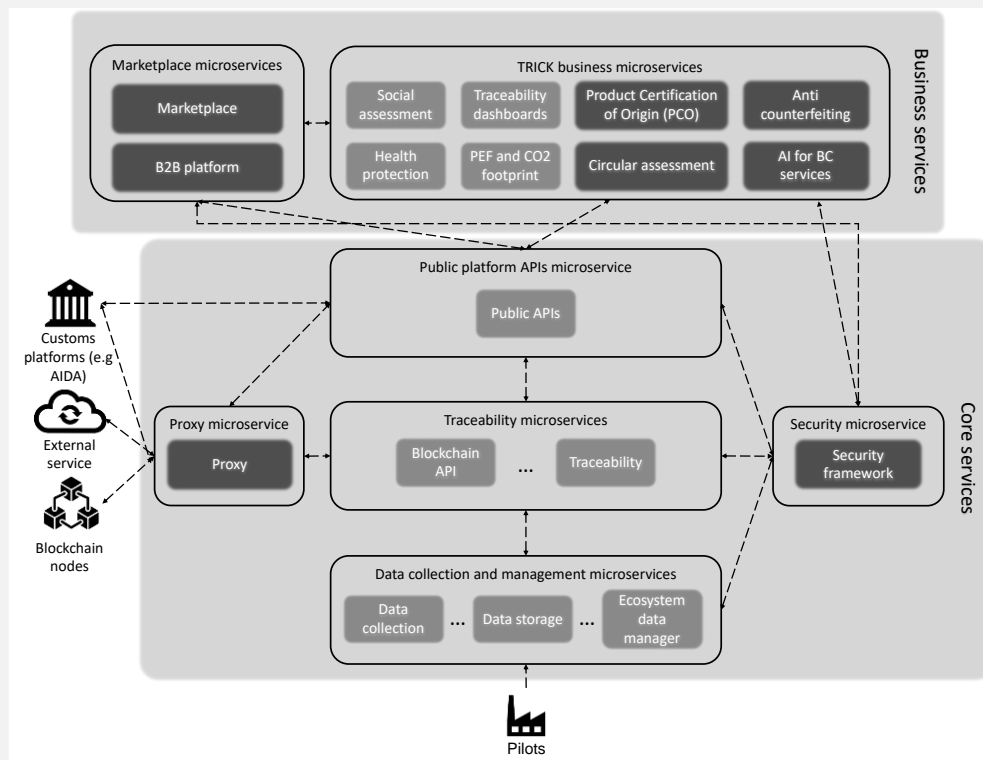 Marketplace microservices
Marketplace
B2B platform
TRICK business microservices
Social
assessment
Traceability
dashboards
Product Certification
of Origin (PCO)
Anti
counterfeiting
Health
protection
PEF and CO2
footprint
Circular assessment
AI for BC
services
Business services
Public platform APIs microservice
Public APIs
Customs
platforms (e.g
AIDA)
External
service
Blockchain
nodes
Proxy microservice
Proxy
Traceability microservices
Blockchain
API
...
Traceability
Security microservice
Security
framework
Core services
Data collection and management microservices
Data
collection
...
Data storage
...
Ecosystem
data
manager
Pilots